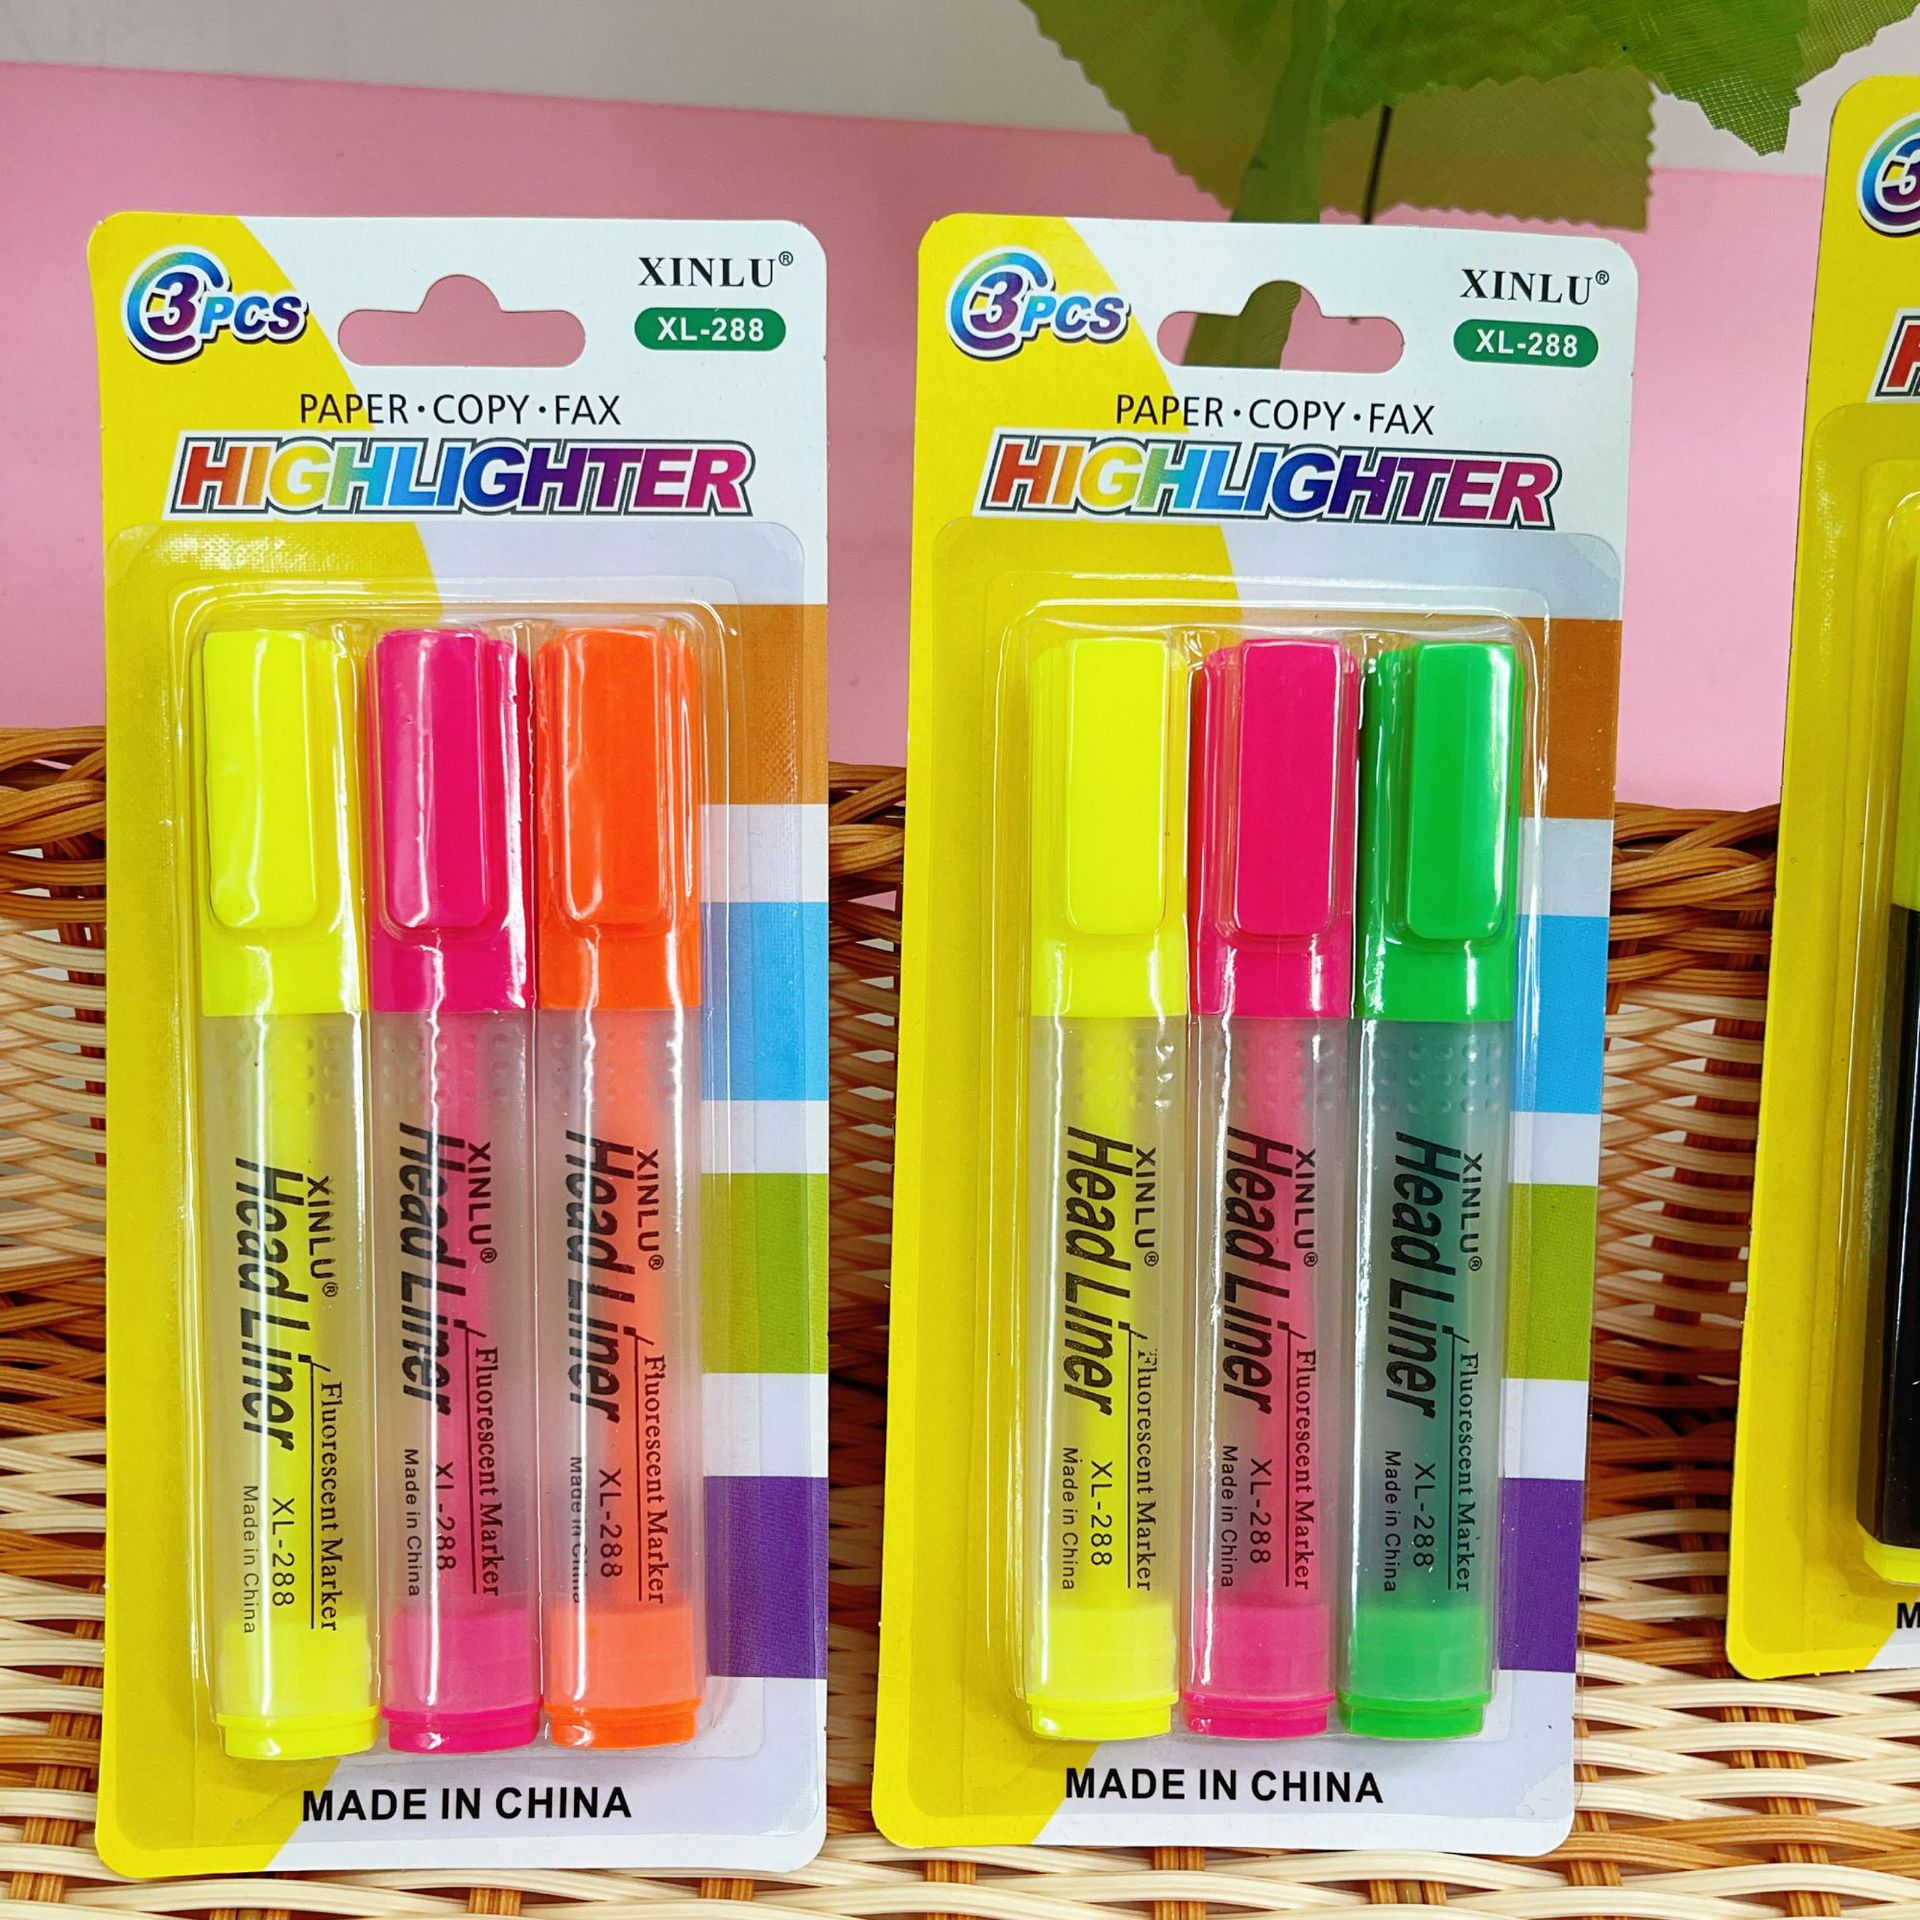 3PCS
XINLU®
XL-288
PAPER·COPY·FAX
HIGHLIGHTER
XINLU®
Head Liner
Fluorescent Marker
XL-288
Made in China
XINLU®
Head Liner
Fluorescent Marker
XL-288
Made in China
XINLU®
Head Liner
Fluorescent Marker
XL-288
Made in China
MADE IN CHINA
3PCS
XINLU®
XL-288
PAPER·COPY·FAX
HIGHLIGHTER
XINLU®
Head Liner
Fluorescent Marker
XL-288
Made in China
XINLU®
Head Liner
Fluorescent Marker
XL-288
Made in China
XINLU®
Head Liner
Fluorescent Marker
XL-288
Made in China
MADE IN CHINA
3
H
M